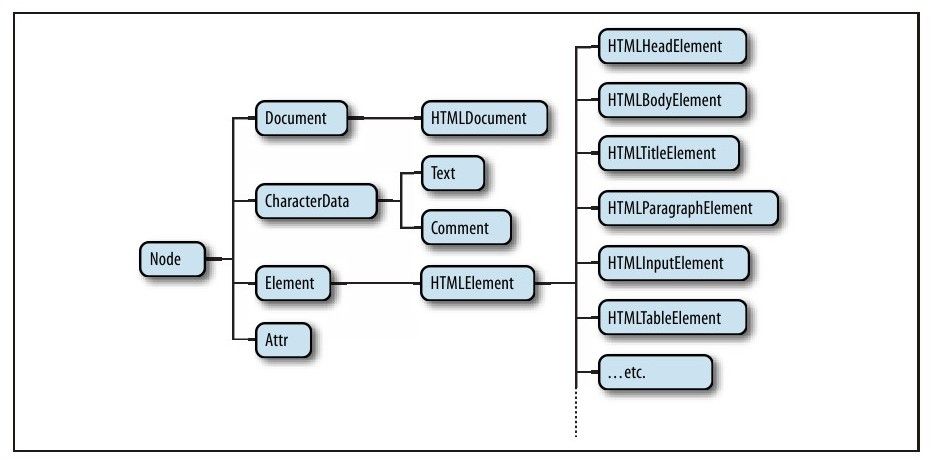 Node
Document
CharacterData
Element
Attr
HTMLDocument
Text
Comment
HTMLElement
HTMLHeadElement
HTMLBodyElement
HTMLTitleElement
HTMLParagraphElement
HTMLInputElement
HTMLTableElement
...etc.